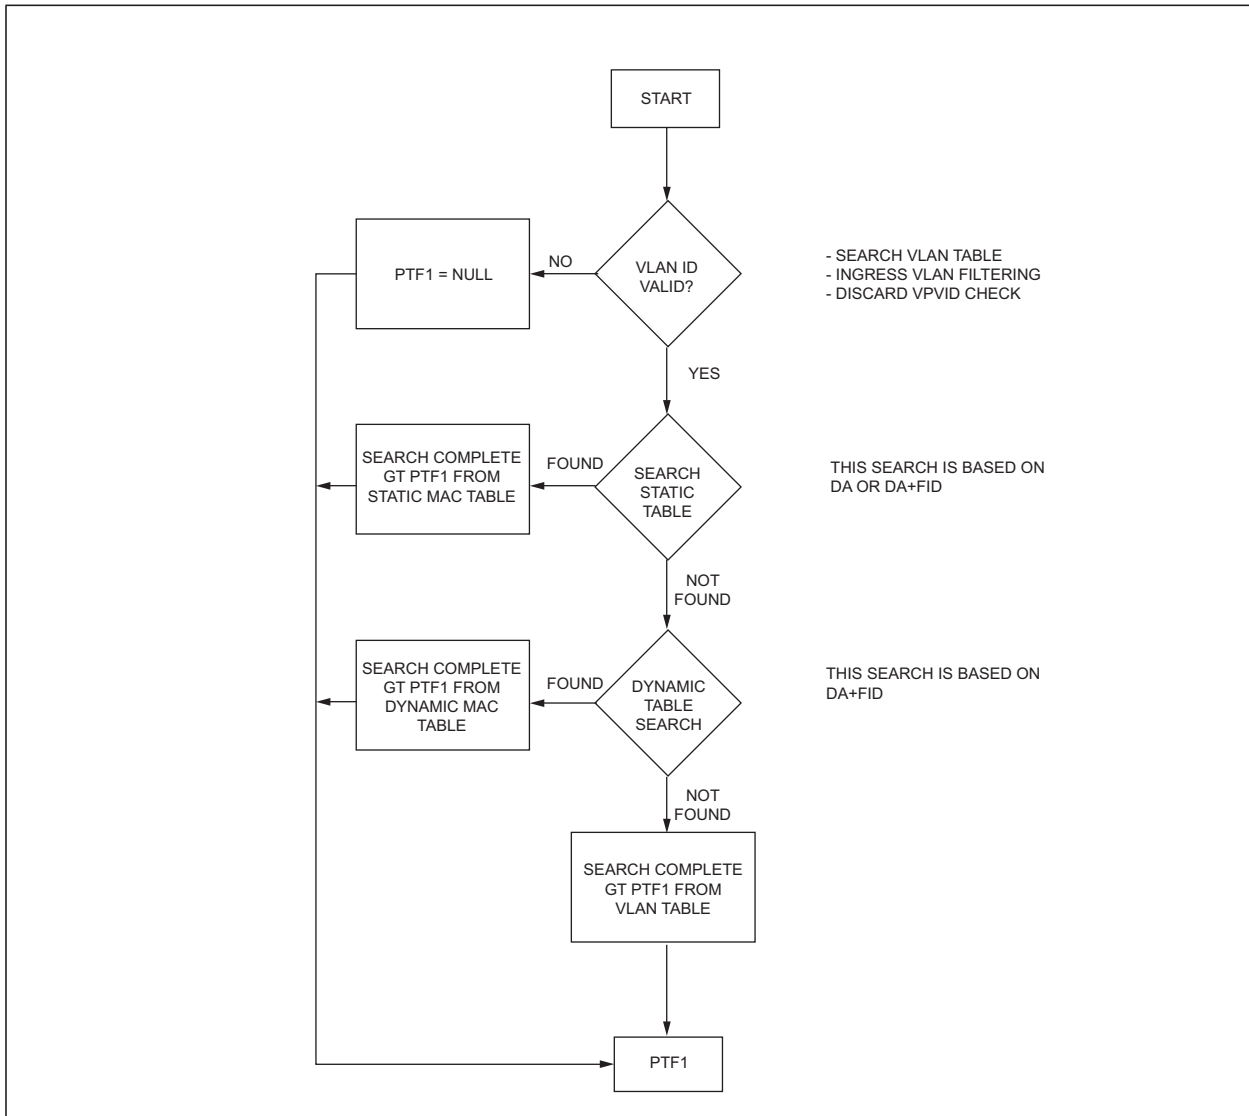 START
NO
PTF1 = NULL
VLAN ID
VALID?
- SEARCH VLAN TABLE
- INGRESS VLAN FILTERING
- DISCARD VPVID CHECK
YES
SEARCH COMPLETE
GT PTF1 FROM
STATIC MAC TABLE
FOUND
SEARCH
STATIC
TABLE
THIS SEARCH IS BASED ON
DA OR DA+FID
NOT
FOUND
SEARCH COMPLETE
GT PTF1 FROM
DYNAMIC MAC
TABLE
FOUND
DYNAMIC
TABLE
SEARCH
THIS SEARCH IS BASED ON
DA+FID
NOT
FOUND
SEARCH COMPLETE
GT PTF1 FROM
VLAN TABLE
PTF1